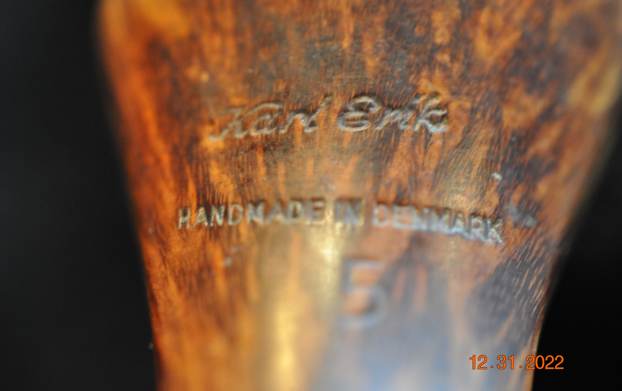 Karl Erik
HANDMADE IN DENMARK
5
12.31.2022